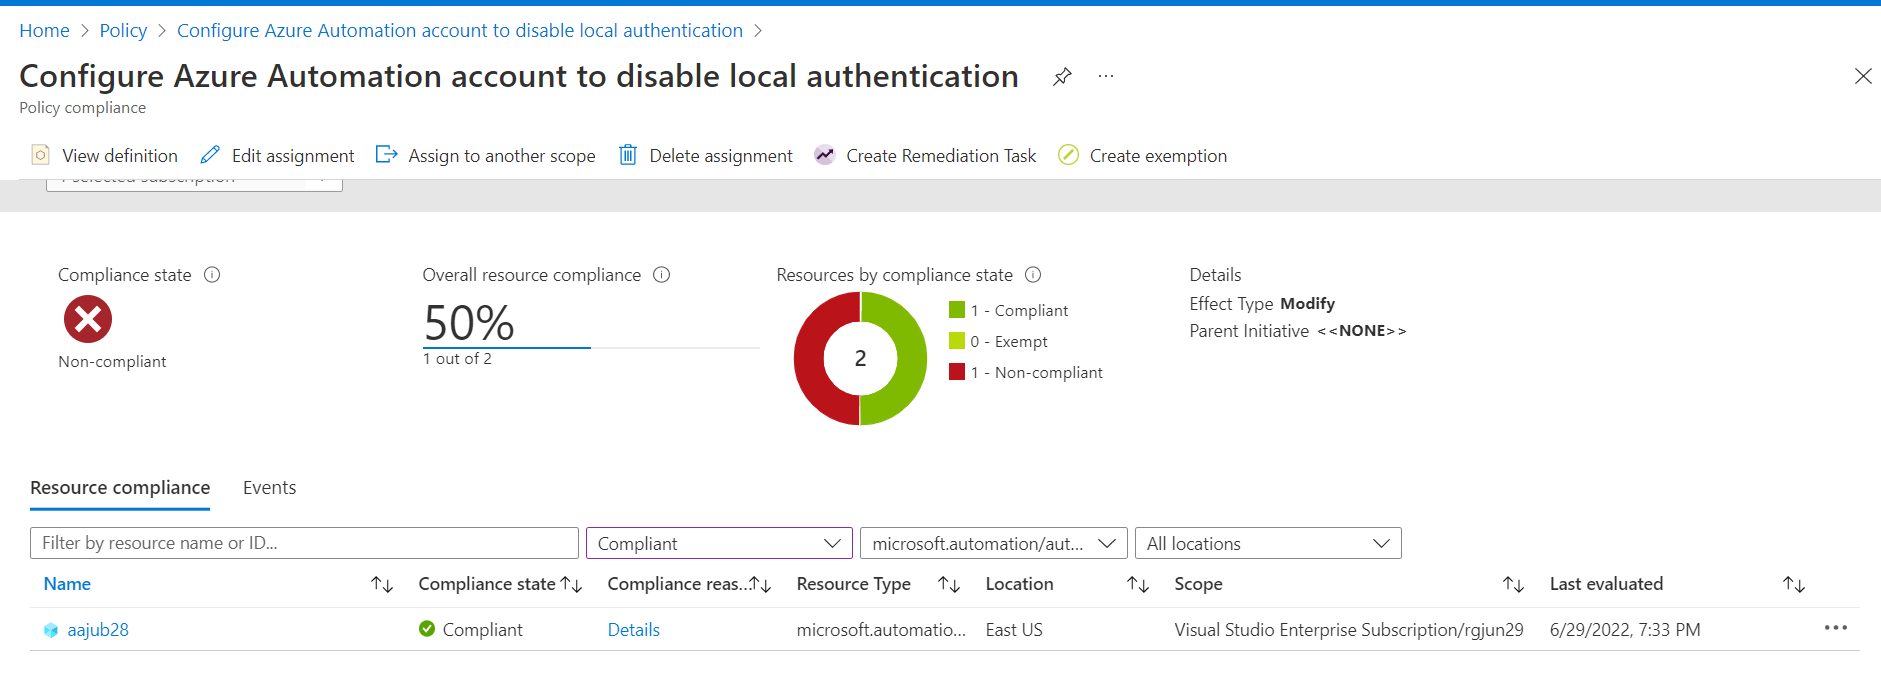 Home > Policy > Configure Azure Automation account to disable local authentication >
Configure Azure Automation account to disable local authentication ...
Policy compliance
View definition Edit assignment Assign to another scope Delete assignment Create Remediation Task Create exemption
1 selected subscription
Compliance state Overall resource compliance Resources by compliance state Details
50% 1 - Compliant Effect Type Modify
1 out of 2 0 - Exempt Parent Initiative <<NONE>>
Non-compliant 2 1 - Non-compliant
Resource compliance Events
Filter by resource name or ID... Compliant microsoft.automation/aut... All locations
Name Compliance state Compliance reas... Resource Type Location Scope Last evaluated
aajub28 Compliant Details microsoft.automatio... East US Visual Studio Enterprise Subscription/rgjun29 6/29/2022, 7:33 PM ...